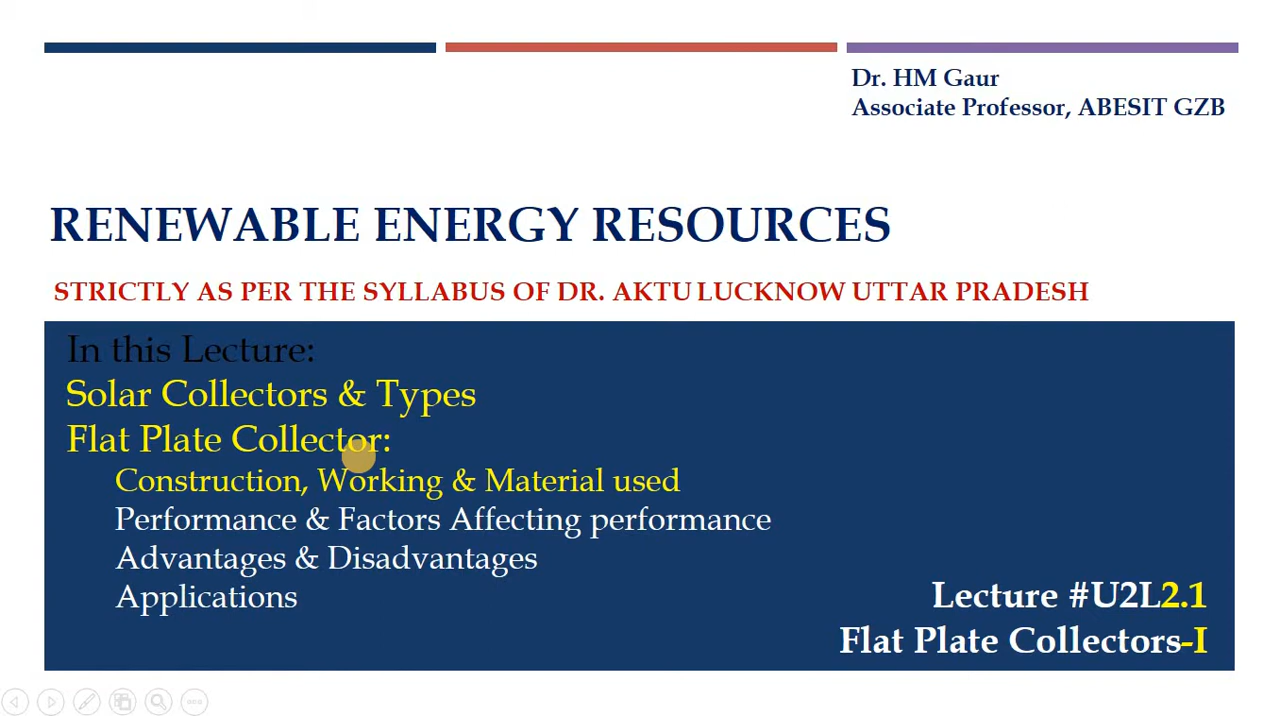 Dr. HM Gaur
Associate Professor, ABESIT GZB
RENEWABLE ENERGY RESOURCES
STRICTLY AS PER THE SYLLABUS OF DR. AKTU LUCKNOW UTTAR PRADESH
In this Lecture:
Solar Collectors & Types
Flat Plate Collector:
Construction, Working & Material used
Performance & Factors Affecting performance
Advantages & Disadvantages
Applications
Lecture #U2L2.1
Flat Plate Collectors-I